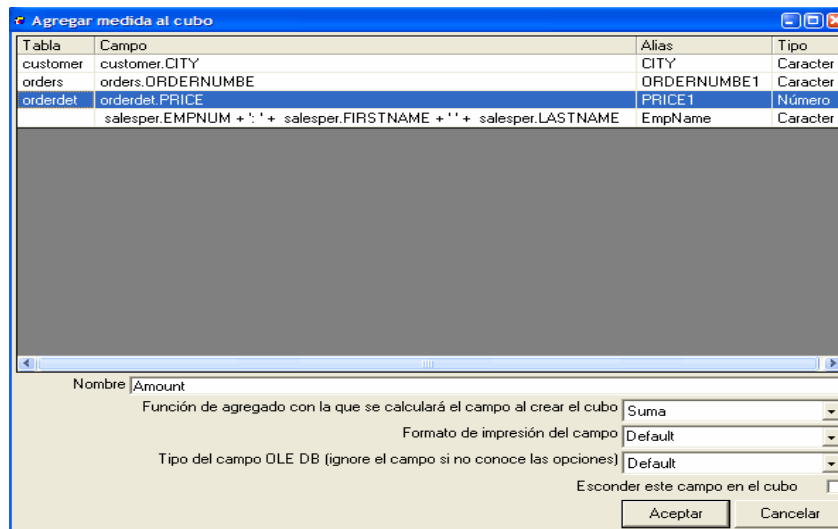 Agregar medida al cubo
Tabla Campo Alias Tipo
customer customer.CITY CITY Caracter
orders orders.ORDERNUMBE ORDERNUMBE1 Caracter
orderdet orderdet.PRICE PRICE1 Número
salesper.EMPNUM + ': ' + salesper.FIRSTNAME + ' ' + salesper.LASTNAME EmpName Caracter
Nombre Amount
Función de agregado con la que se calculará el campo al crear el cubo Suma
Formato de impresión del campo Default
Tipo del campo OLE DB (ignore el campo si no conoce las opciones) Default
Esconder este campo en el cubo
Aceptar Cancelar